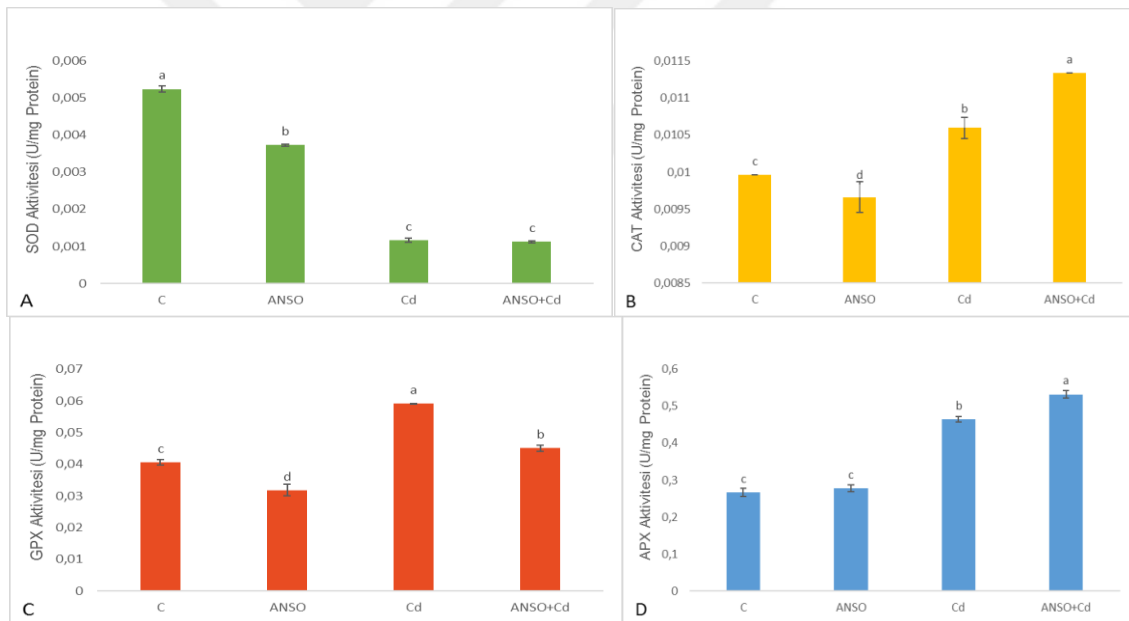 SOD Aktivitesi (U/mg Protein)
0,006
0,005
0,004
0,003
0,002
0,001
0
a
b
c
c
C
ANSO
Cd
ANSO+Cd
A
CAT Aktivitesi (U/mg Protein)
0,0115
0,011
0,0105
0,01
0,0095
0,009
0,0085
c
d
b
a
C
ANSO
Cd
ANSO+Cd
B
GPX Aktivitesi (U/mg Protein)
0,07
0,06
0,05
0,04
0,03
0,02
0,01
0
c
d
a
b
C
ANSO
Cd
ANSO+Cd
C
APX Aktivitesi (U/mg Protein)
0,6
0,5
0,4
0,3
0,2
0,1
0
c
c
b
a
C
ANSO
Cd
ANSO+Cd
D